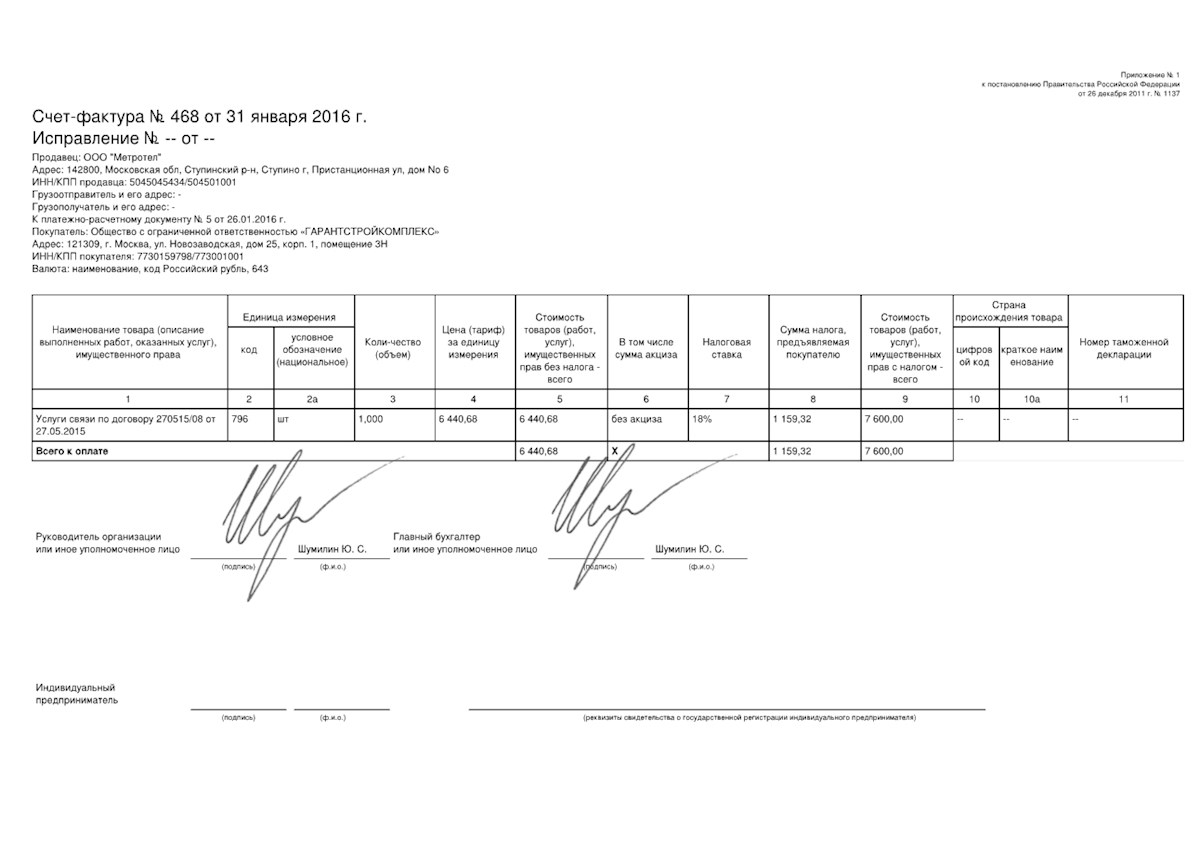 Приложение № 1
к постановлению Правительства Российской Федерации
от 26 декабря 2011 г. № 1137
Счет-фактура № 468 от 31 января 2016 г.
Исправление № -- от --
Продавец: ООО "Метротел"
Адрес: 142800, Московская обл, Ступинский р-н, Ступино г, Пристанционная ул, дом No 6
ИНН/КПП продавца: 5045045434/504501001
Грузоотправитель и его адрес: -
Грузополучатель и его адрес: -
К платежно-расчетному документу № 5 от 26.01.2016 г.
Покупатель: Общество с ограниченной ответственностью «ГАРАНТСТРОЙКОМПЛЕКС»
Адрес: 121309, г. Москва, ул. Новозаводская, дом 25, корп. 1, помещение 3Н
ИНН/КПП покупателя: 7730159798/773001001
Валюта: наименование, код Российский рубль, 643
Наименование товара (описание
выполненных работ, оказанных услуг),
имущественного права
Единица измерения
код
условное
обозначение
(национальное)
Коли-чество
(объем)
Цена (тариф)
за единицу
измерения
Стоимость
товаров (работ,
услуг),
имущественных
прав без налога -
всего
В том числе
сумма акциза
Налоговая
ставка
Сумма налога,
предъявляемая
покупателю
Стоимость
товаров (работ,
услуг),
имущественных
прав с налогом -
всего
Страна
происхождения товара
цифров
ой код
краткое наим
енование
Номер таможенной
декларации
1 2 2а 3 4 5 6 7 8 9 10 10а 11
Услуги связи по договору 270515/08 от 796 шт 1,000 6 440,68 6 440,68 без акциза 18% 1 159,32 7 600,00 -- -- --
27.05.2015
Всего к оплате 6 440,68 X 1 159,32 7 600,00
Руководитель организации
или иное уполномоченное лицо
Шумилин Ю. С.
(подпись) (ф.и.о.)
Главный бухгалтер
или иное уполномоченное лицо
Шумилин Ю. С.
(подпись) (ф.и.о.)
Индивидуальный
предприниматель
(подпись) (ф.и.о.) (реквизиты свидетельства о государственной регистрации индивидуального предпринимателя)